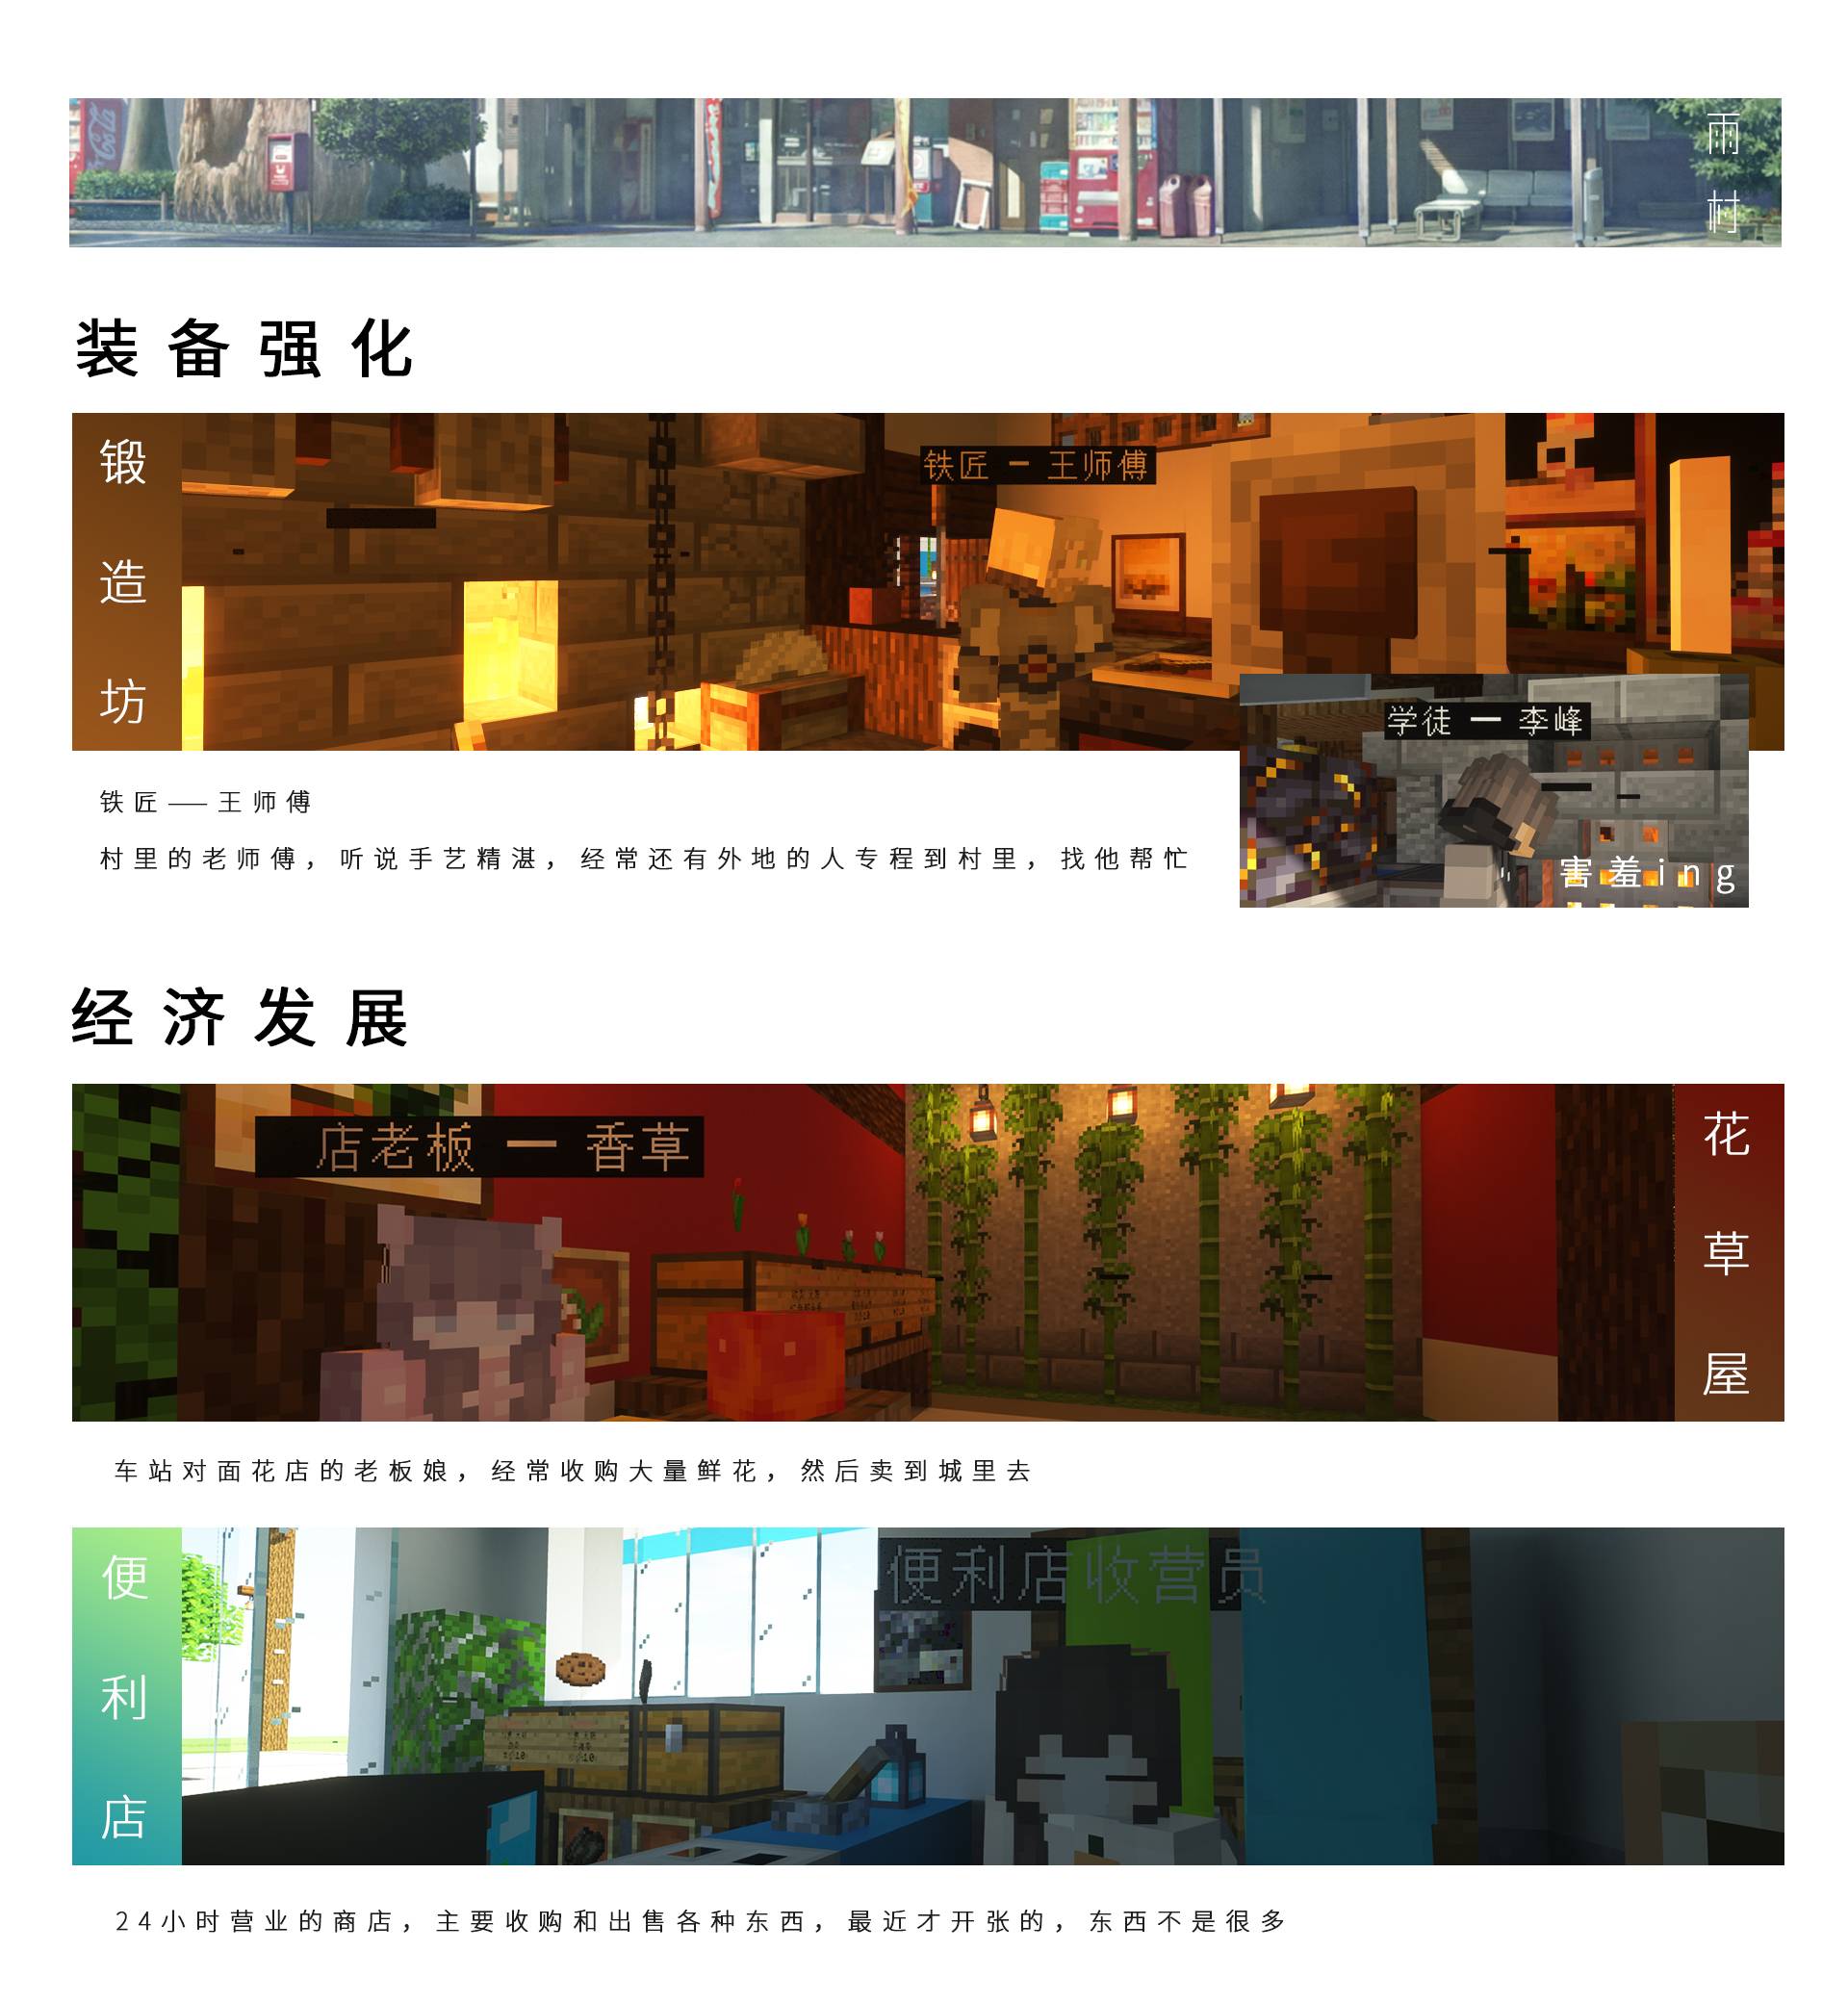 雨村
装备强化
锻造坊
铁匠 - 王师傅
学徒 - 李峰
害羞ing
铁匠——王师傅
村里的老师傅，听说手艺精湛，经常还有外地的人专程到村里，找他帮忙
经济发展
店老板 - 香草
花草屋
车站对面花店的老板娘，经常收购大量鲜花，然后卖到城里去
便利店
便利店收营员
24小时营业的商店，主要收购和出售各种东西，最近才开张的，东西不是很多